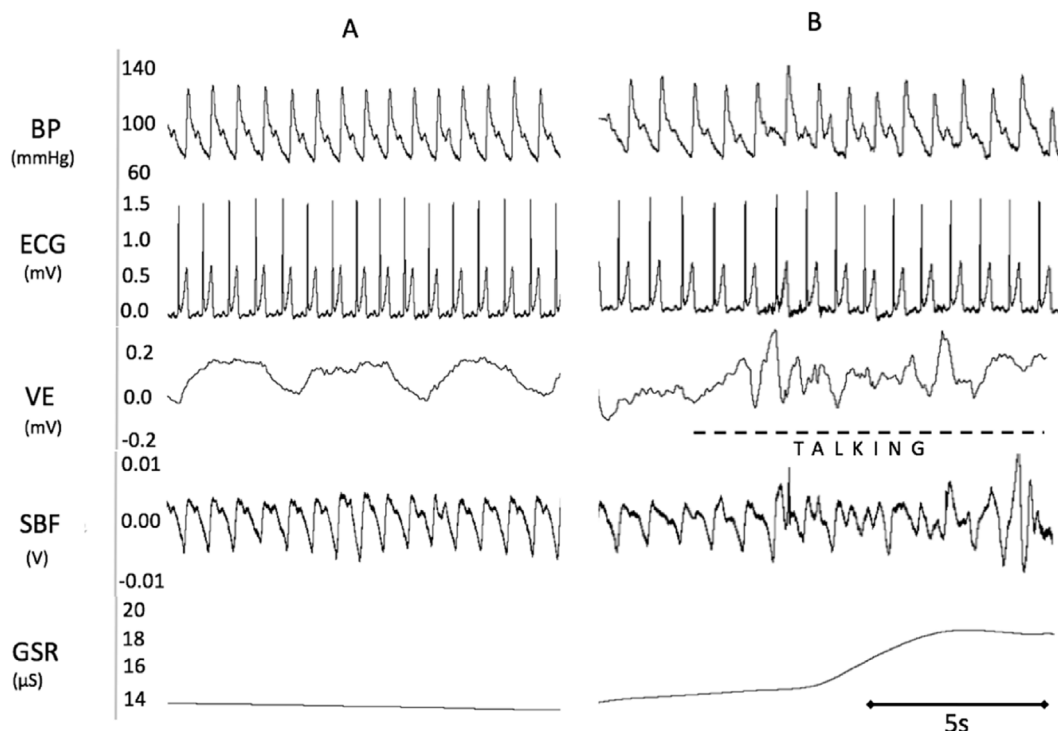 A
B
BP
(mmHg)
140
100
60
ECG
(mV)
1.5
1.0
0.5
0.0
VE
(mV)
0.2
0.0
-0.2
TALKING
SBF
(V)
0.01
0.00
-0.01
GSR
(μS)
20
18
16
14
5s